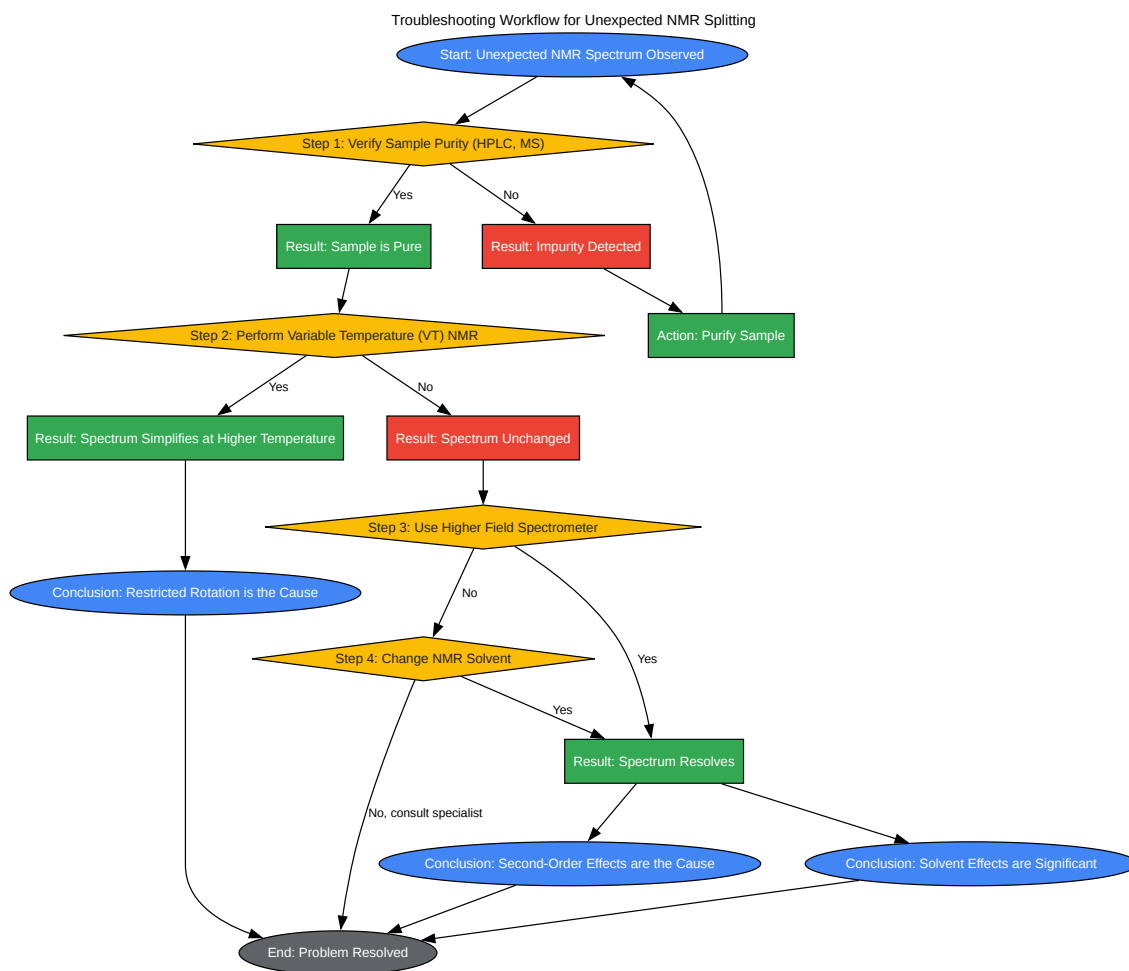 Troubleshooting Workflow for Unexpected NMR Splitting
Start: Unexpected NMR Spectrum Observed
Step 1: Verify Sample Purity (HPLC, MS)
Yes
No
Result: Sample is Pure
Result: Impurity Detected
Step 2: Perform Variable Temperature (VT) NMR
Action: Purify Sample
Yes
No
Result: Spectrum Simplifies at Higher Temperature
Result: Spectrum Unchanged
Step 3: Use Higher Field Spectrometer
Conclusion: Restricted Rotation is the Cause
No
Step 4: Change NMR Solvent
Yes
Yes
Result: Spectrum Resolves
No, consult specialist
Conclusion: Second-Order Effects are the Cause
Conclusion: Solvent Effects are Significant
End: Problem Resolved